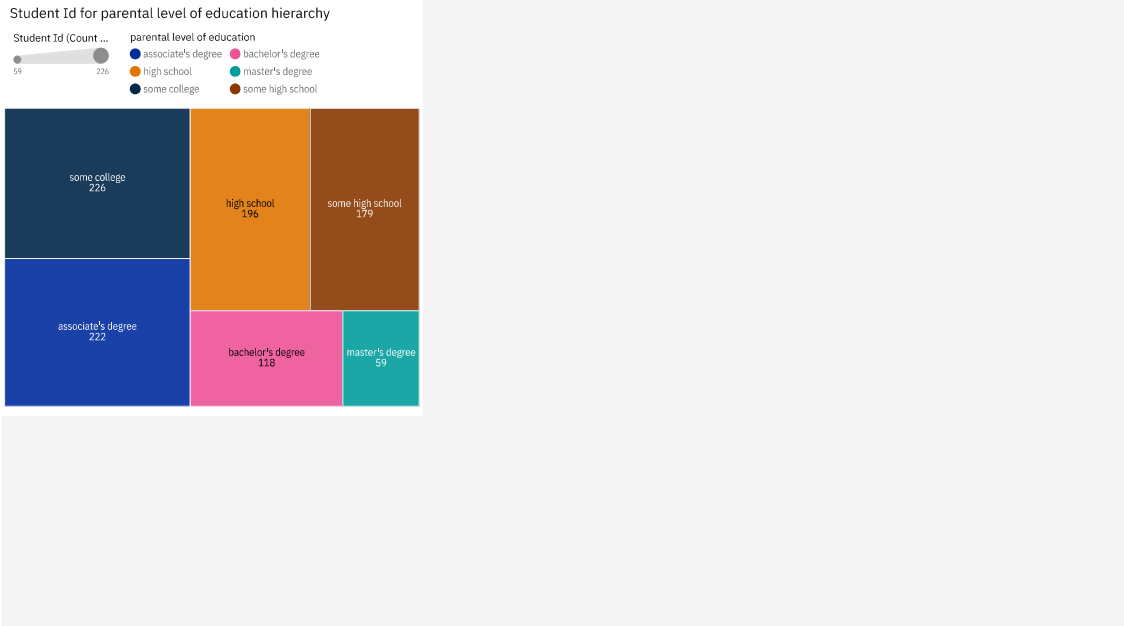 Student Id for parental level of education hierarchy
Student Id (Count ...
59
226
parental level of education
associate's degree
bachelor's degree
high school
master's degree
some college
some high school
some college
226
high school
196
some high school
179
associate's degree
222
bachelor's degree
118
master's degree
59